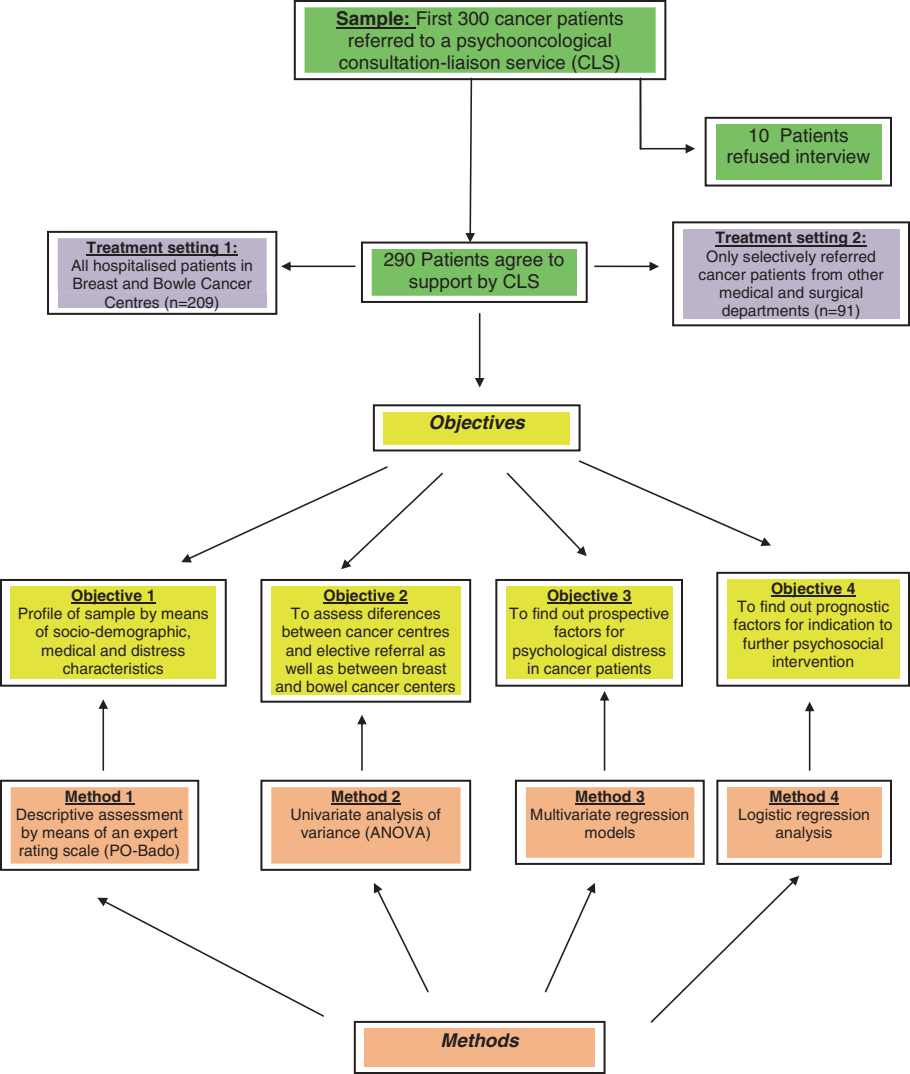 Sample: First 300 cancer patients
referred to a psychooncological
consultation-liaison service (CLS)
10 Patients
refused interview
Treatment setting 1:
All hospitalised patients in
Breast and Bowle Cancer
Centres (n=209)
290 Patients agree to
support by CLS
Treatment setting 2:
Only selectively referred
cancer patients from other
medical and surgical
departments (n=91)
Objectives
Objective 1
Profile of sample by means
of socio-demographic,
medical and distress
characteristics
Objective 2
To assess diferences
between cancer centres
and elective referral as
well as between breast
and bowel cancer centers
Objective 3
To find out prospective
factors for
psychological distress
in cancer patients
Objective 4
To find out prognostic
factors for indication to
further psychosocial
intervention
Method 1
Descriptive assessment
by means of an expert
rating scale (PO-Bado)
Method 2
Univariate analysis of
variance (ANOVA)
Method 3
Multivariate regression
models
Method 4
Logistic regression
analysis
Methods